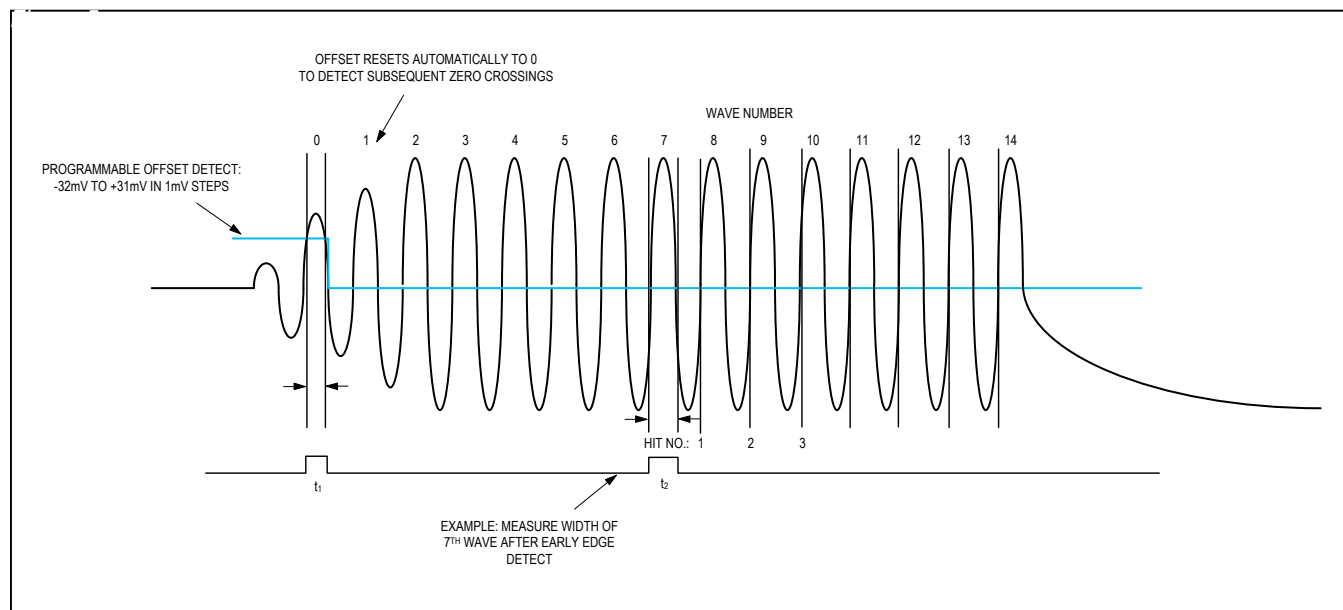 OFFSET RESETS AUTOMATICALLY TO 0
TO DETECT SUBSEQUENT ZERO CROSSINGS
WAVE NUMBER
0 1 2 3 4 5 6 7 8 9 10 11 12 13 14
PROGRAMMABLE OFFSET DETECT:
-32mV TO +31mV IN 1mV STEPS
HIT NO.: 1 2 3
t1 t2
EXAMPLE: MEASURE WIDTH OF
7TH WAVE AFTER EARLY EDGE
DETECT